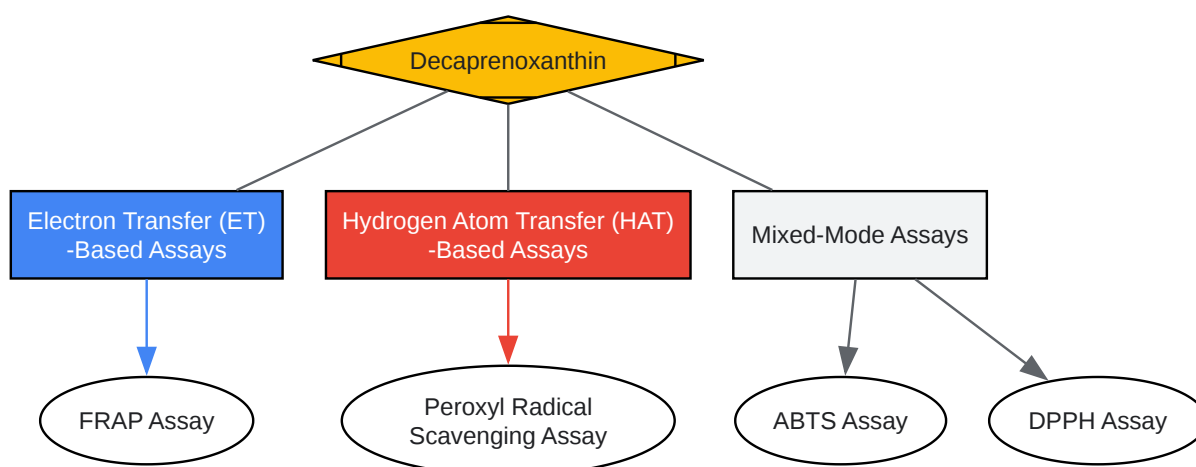 Decaprenoxanthin
Electron Transfer (ET)
-Based Assays
Hydrogen Atom Transfer (HAT)
-Based Assays
Mixed-Mode Assays
FRAP Assay
Peroxyl Radical
Scavenging Assay
ABTS Assay
DPPH Assay